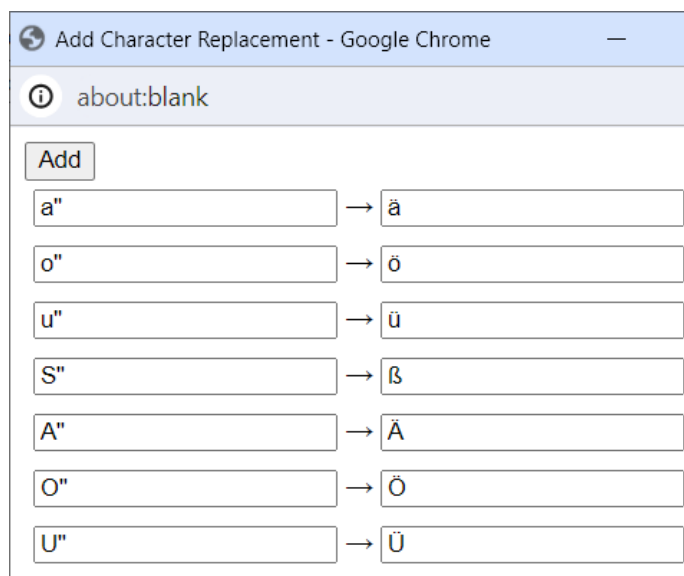 Add Character Replacement - Google Chrome
about:blank
Add
a" → ä
o" → ö
u" → ü
S" → ß
A" → Ä
O" → Ö
U" → Ü